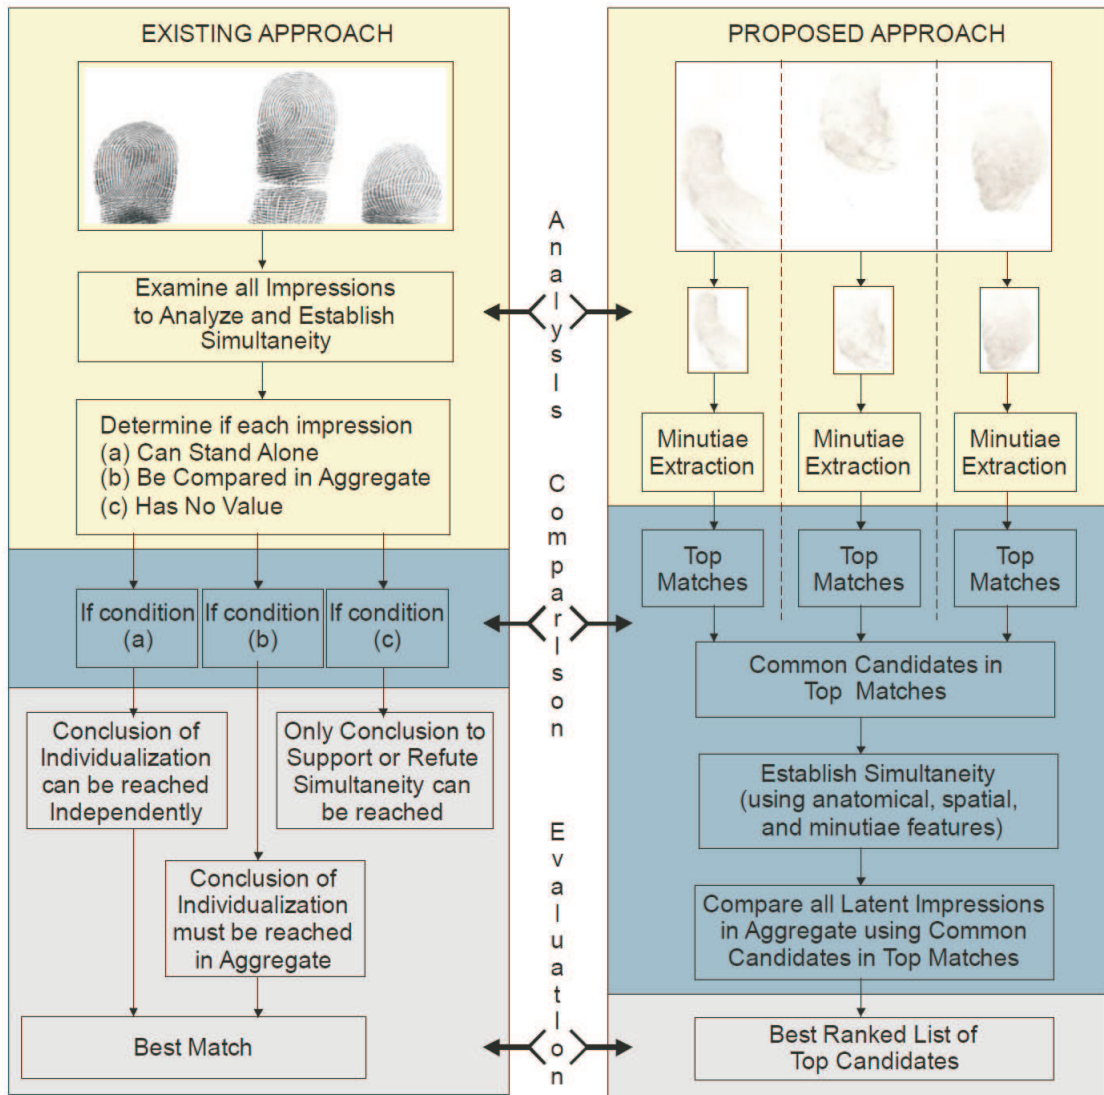 EXISTING APPROACH
Examine all Impressions
to Analyze and Establish
Simultaneity
Determine if each impression
(a) Can Stand Alone
(b) Be Compared in Aggregate
(c) Has No Value
If condition
(a)
If condition
(b)
If condition
(c)
Conclusion of
Individualization
can be reached
Independently
Only Conclusion to
Support or Refute
Simultaneity can
be reached
Conclusion of
Individualization
must be reached
in Aggregate
Best Match
AnalysIs
ComparIson
EvaluatIon
PROPOSED APPROACH
Minutiae
Extraction
Minutiae
Extraction
Minutiae
Extraction
Top
Matches
Top
Matches
Top
Matches
Common Candidates in
Top Matches
Establish Simultaneity
(using anatomical, spatial,
and minutiae features)
Compare all Latent Impressions
in Aggregate using Common
Candidates in Top Matches
Best Ranked List of
Top Candidates